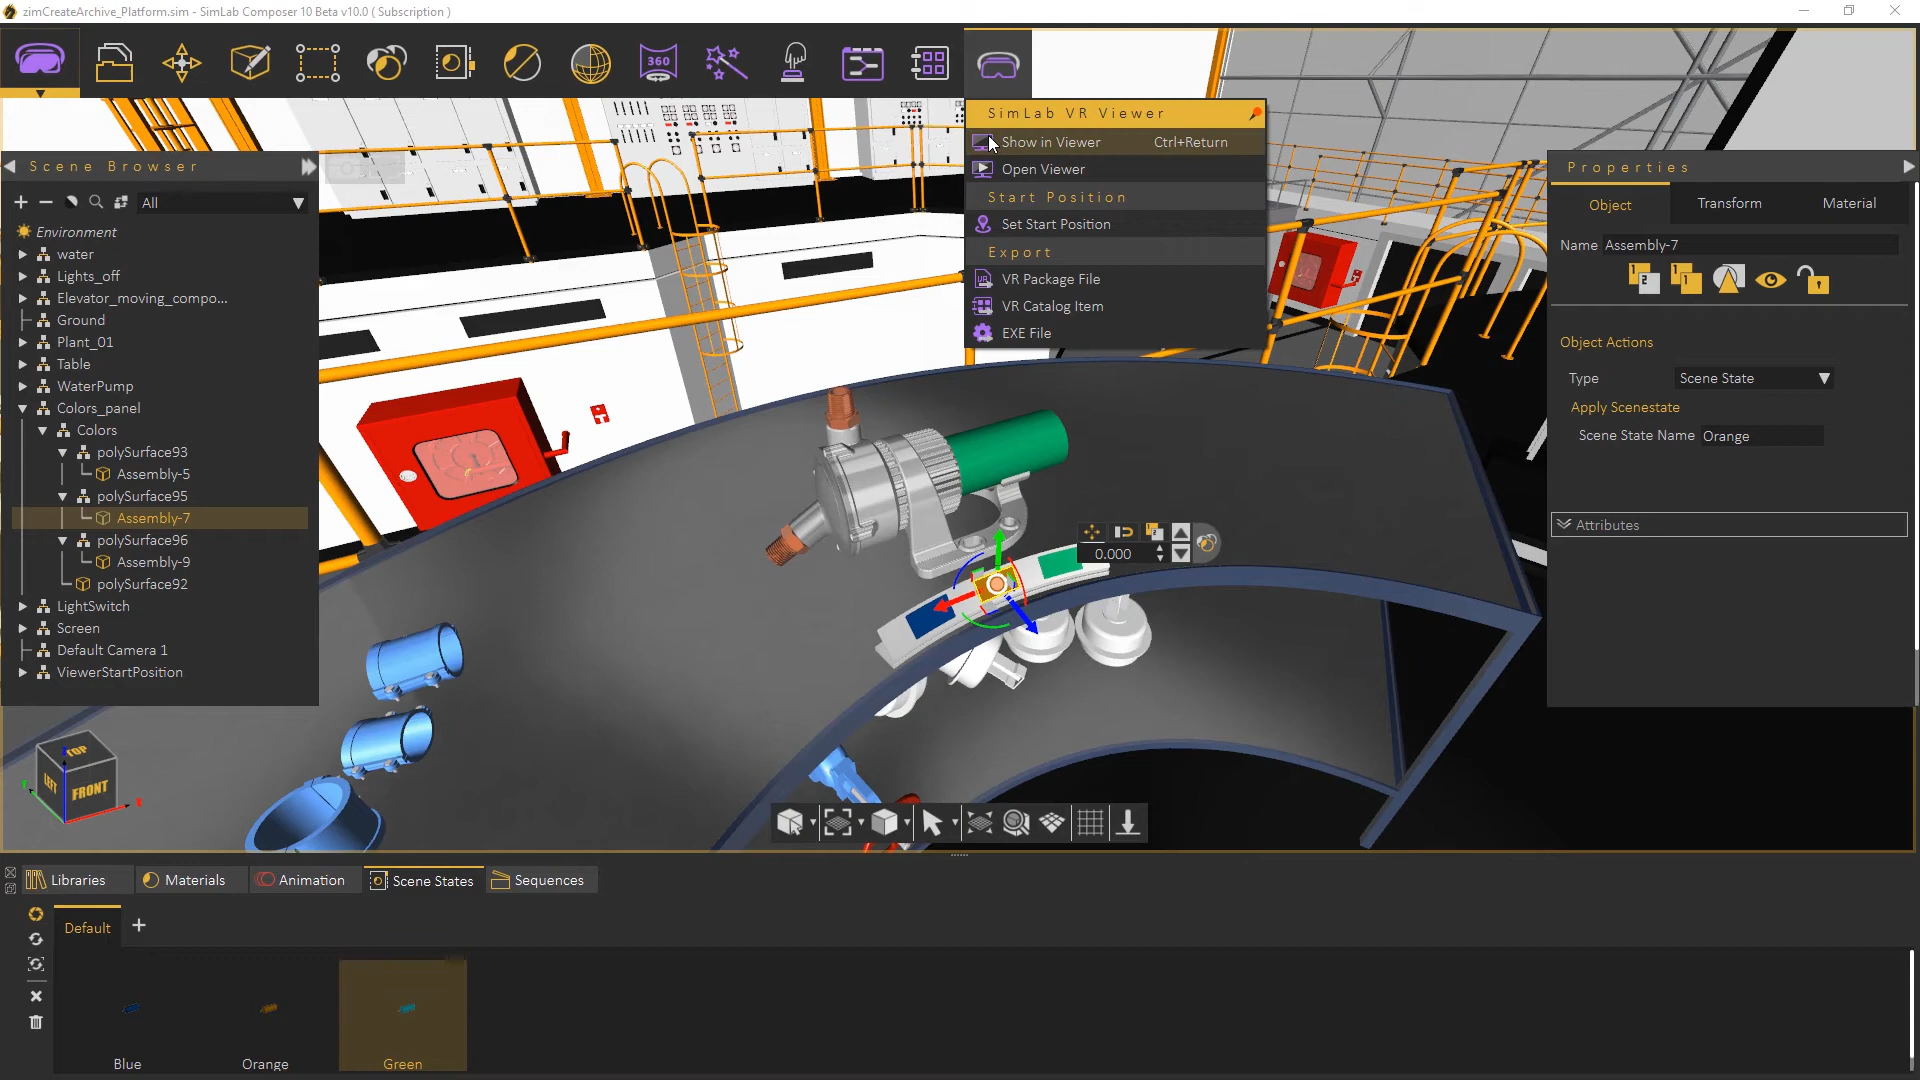 zimCreateArchive_Platform.sim - SimLab Composer 10 Beta v10.0 ( Subscription )
360
SimLab VR Viewer
Show in Viewer Ctrl+Return
Open Viewer
Start Position
Set Start Position
Export
VR Package File
VR Catalog Item
EXE File
Scene Browser
All
Environment
water
Lights_off
Elevator_moving_compo...
Ground
Plant_01
Table
WaterPump
Colors_panel
Colors
polySurface93
Assembly-5
polySurface95
Assembly-7
polySurface96
Assembly-9
polySurface92
LightSwitch
Screen
Default Camera 1
ViewerStartPosition
Properties
Object Transform Material
Name Assembly-7
Object Actions
Type Scene State
Apply Scenestate
Scene State Name Orange
Attributes
0.000
TOP
LEFT FRONT
Libraries Materials Animation Scene States Sequences
Default
Blue Orange Green